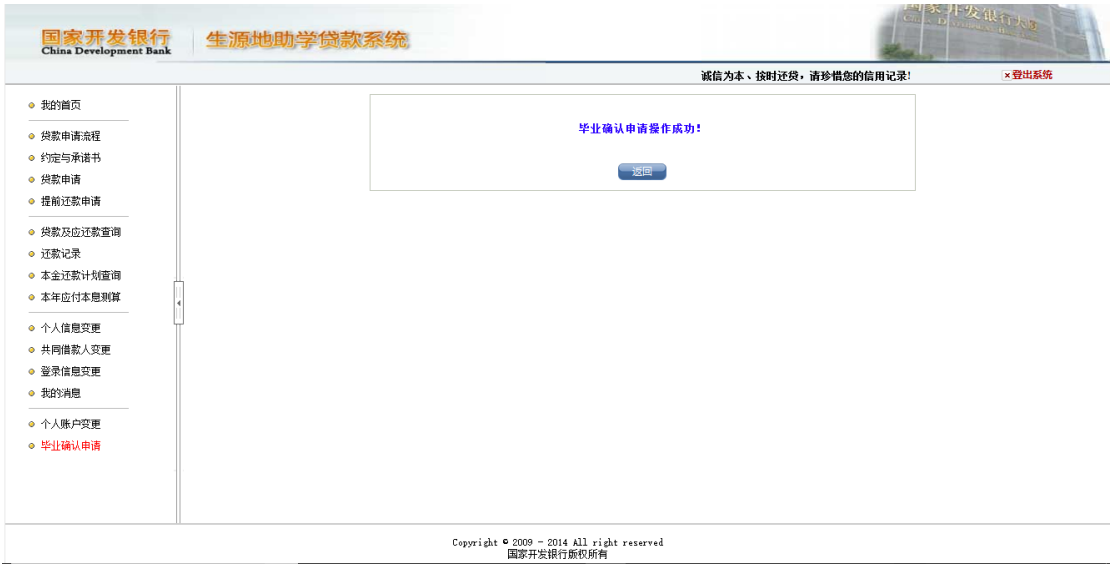 国家开发银行
China Development Bank
生源地助学贷款系统
诚信为本、按时还贷，请珍惜您的信用记录!
×登出系统
我的首页
贷款申请流程
约定与承诺书
贷款申请
提前还款申请
贷款及应还款查询
还款记录
本金还款计划查询
本年应付本息测算
个人信息变更
共同借款人变更
登录信息变更
我的消息
个人账户变更
毕业确认申请
毕业确认申请操作成功!
返回
Copyright © 2009 - 2014 All right reserved
国家开发银行版权所有